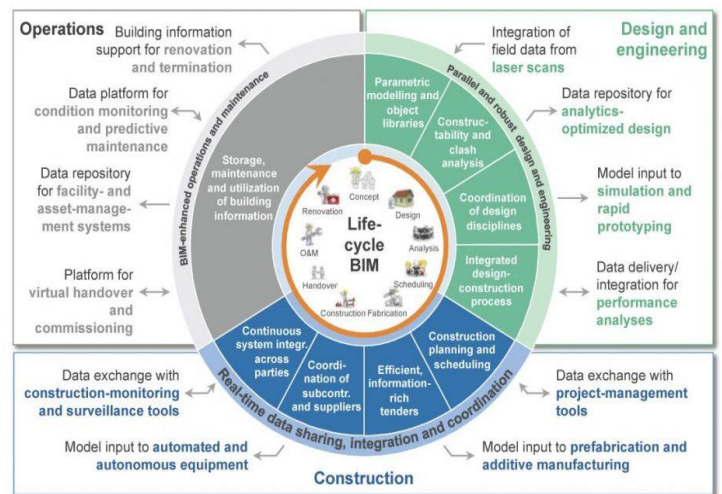 Operations
Building information
support for renovation
and termination
Data platform for
condition monitoring
and predictive
maintenance
Data repository
for facility- and
asset-manage-
ment systems
Platform for
virtual handover
and
commissioning
BIM-enhanced operations and maintenance
Storage,
maintenance
and utilization
of building
information
Design and
engineering
Integration of
field data from
laser scans
Data repository for
analytics-
optimized design
Model input to
simulation and
rapid
prototyping
Data delivery/
integration for
performance
analyses
Parallel and robust design and engineering
Parametric
modelling and
object
libraries
Construc-
tability and
clash
analysis
Coordination
of design
disciplines
Integrated
design-
construction
process
Life-
cycle
BIM
Concept
Design
Analysis
Scheduling
Fabrication
Construction
Handover
O&M
Renovation
Continuous
system integr.
across
parties
Coordi-
nation of
subcontr.
and suppliers
Efficient,
information-
rich
tenders
Construction
planning and
scheduling
Real-time data sharing, integration and coordination
Data exchange with
construction-monitoring
and surveillance tools
Model input to automated and
autonomous equipment
Data exchange with
project-management
tools
Model input to prefabrication and
additive manufacturing
Construction